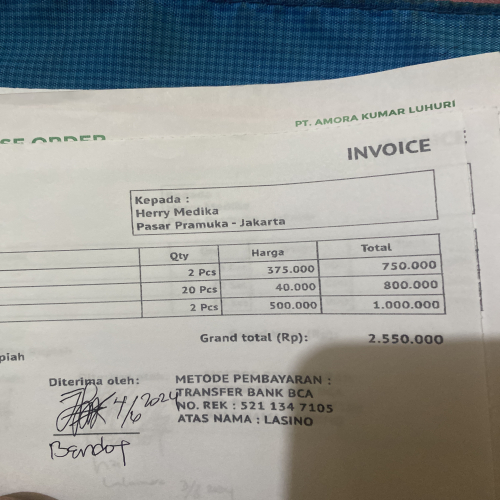 PT. AMORA KUMAR LUHURI
SE ORDER
INVOICE
Kepada :
Herry Medika
Pasar Pramuka - Jakarta
Qty Harga Total
2 Pcs 375.000 750.000
20 Pcs 40.000 800.000
2 Pcs 500.000 1.000.000
Grand total (Rp): 2.550.000
piah
Diterima oleh:
4/6 2024
Bendot
METODE PEMBAYARAN :
TRANSFER BANK BCA
NO. REK : 521 134 7105
ATAS NAMA : LASINO